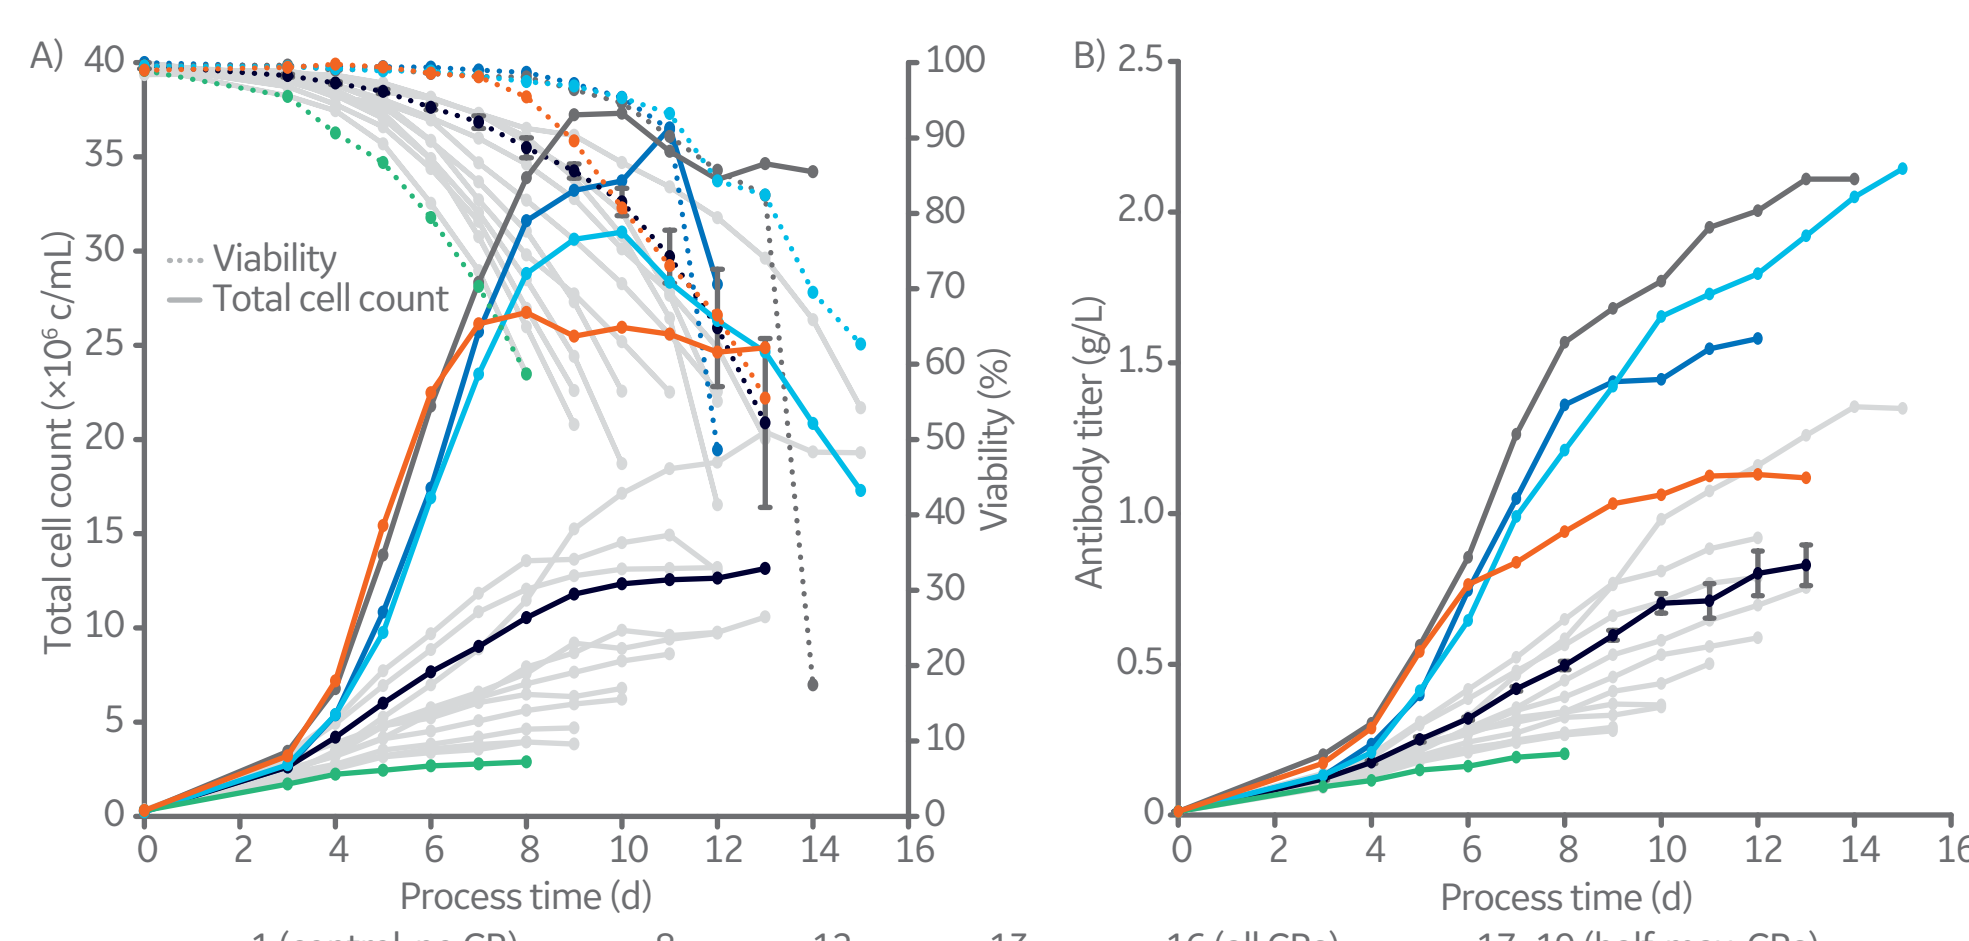 A)
40
35
30
25
20
15
10
5
0
Total cell count (×10⁶ c/mL)
Viability
Total cell count
100
90
80
70
60
50
40
30
20
10
0
Viability (%)
0 2 4 6 8 10 12 14 16
Process time (d)
B)
2.5
2.0
1.5
1.0
0.5
0
Antibody titer (g/L)
0 2 4 6 8 10 12 14 16
Process time (d)